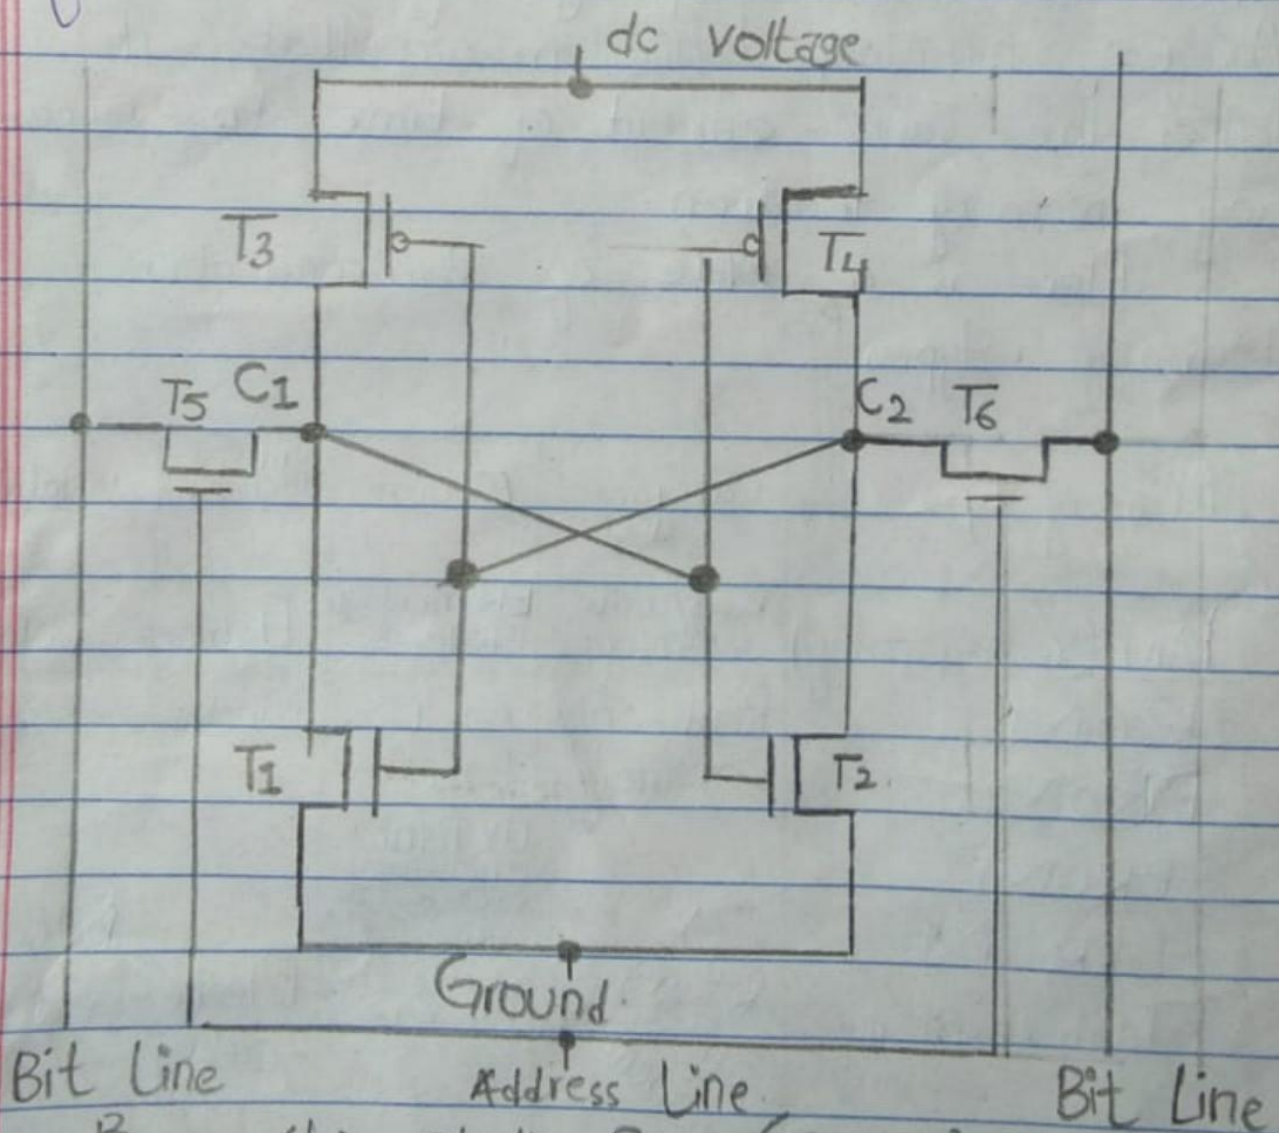 dc voltage
T3
T4
T5 C1
C2 T6
T1
T2.
Ground.
Bit Line
Address Line
Bit Line